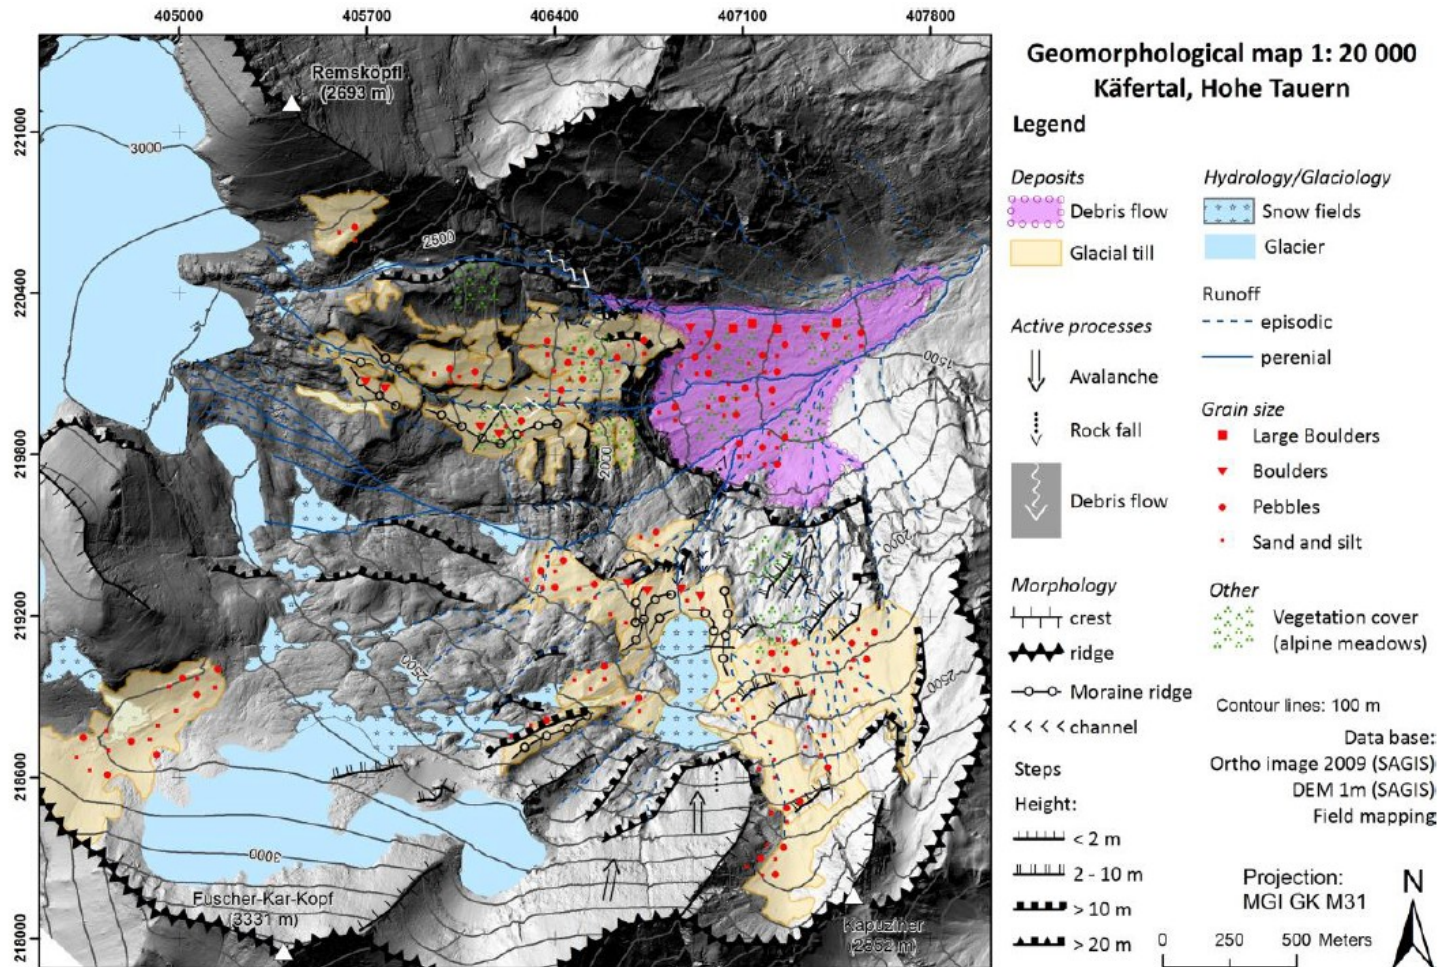 405000 405700 406400 407100 407800
221000
220400
219800
219200
218600
218000
Remsköpfl
(2693 m)
3000
2500
1500
2000
2000
2500
2500
3000
Fuscher-Kar-Kopf
(3331 m)
Kapuziner
Geomorphological map 1: 20 000
Käfertal, Hohe Tauern
Legend
Deposits
Debris flow
Glacial till
Active processes
Avalanche
Rock fall
Debris flow
Morphology
crest
ridge
Moraine ridge
channel
Steps
Height:
< 2 m
2 - 10 m
> 10 m
> 20 m
Hydrology/Glaciology
Snow fields
Glacier
Runoff
episodic
perenial
Grain size
Large Boulders
Boulders
Pebbles
Sand and silt
Other
Vegetation cover
(alpine meadows)
Contour lines: 100 m
Data base:
Ortho image 2009 (SAGIS)
DEM 1m (SAGIS)
Field mapping
Projection:
MGI GK M31
N
0 250 500 Meters